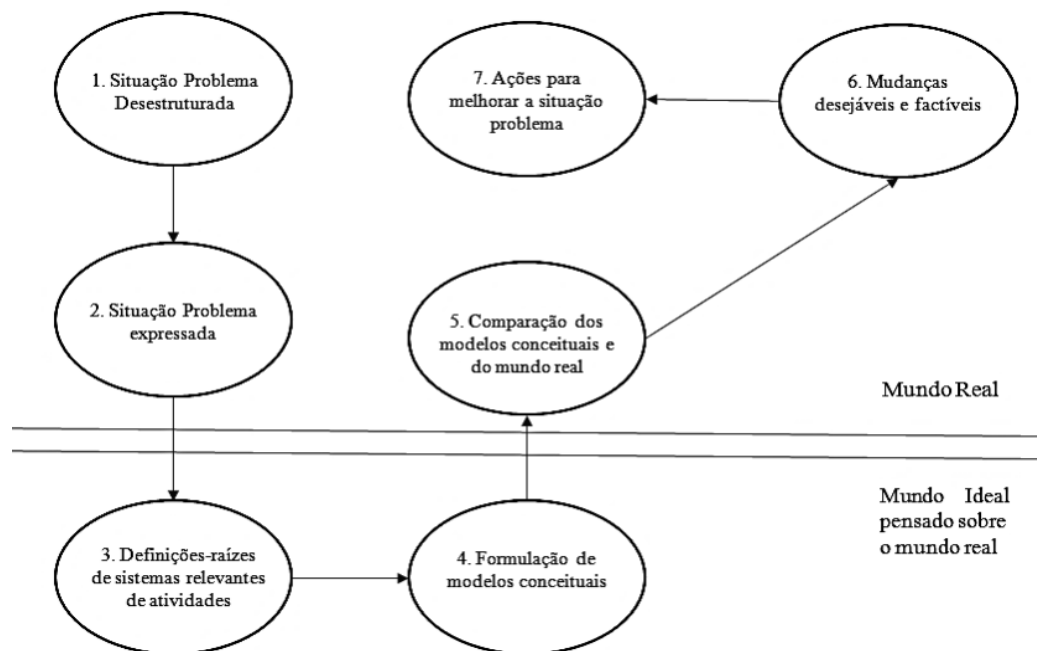 1. Situação Problema
Desestruturada
7. Ações para
melhorar a situação
problema
6. Mudanças
desejáveis e factíveis
2. Situação Problema
expressada
5. Comparação dos
modelos conceituais e
do mundo real
Mundo Real
Mundo Ideal
pensado sobre
o mundo real
3. Definições-raízes
de sistemas relevantes
de atividades
4. Formulação de
modelos conceituais